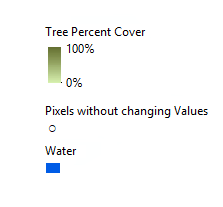 Tree Percent Cover
100%
0%
Pixels without changing Values
Water